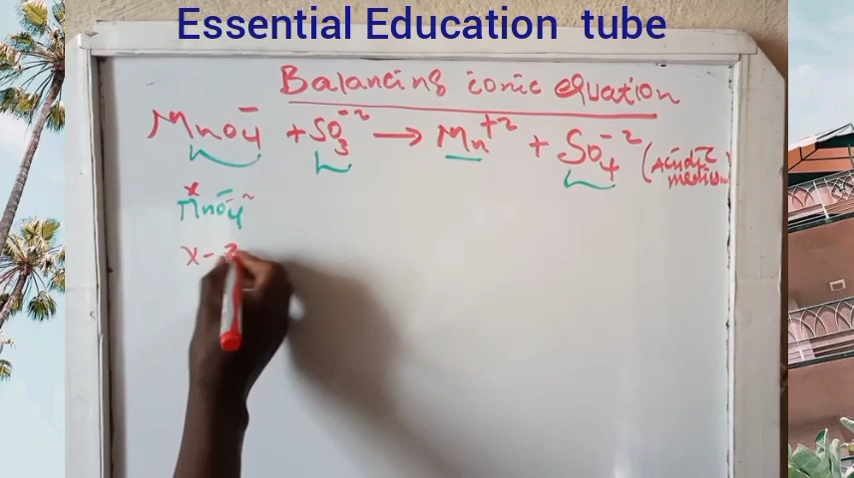 Essential Education tube
Balancing ionic equation
MnO4⁻ + SO3⁻² → Mn⁺² + SO4⁻² (Acidic medium)
x
MnO4⁻
x-